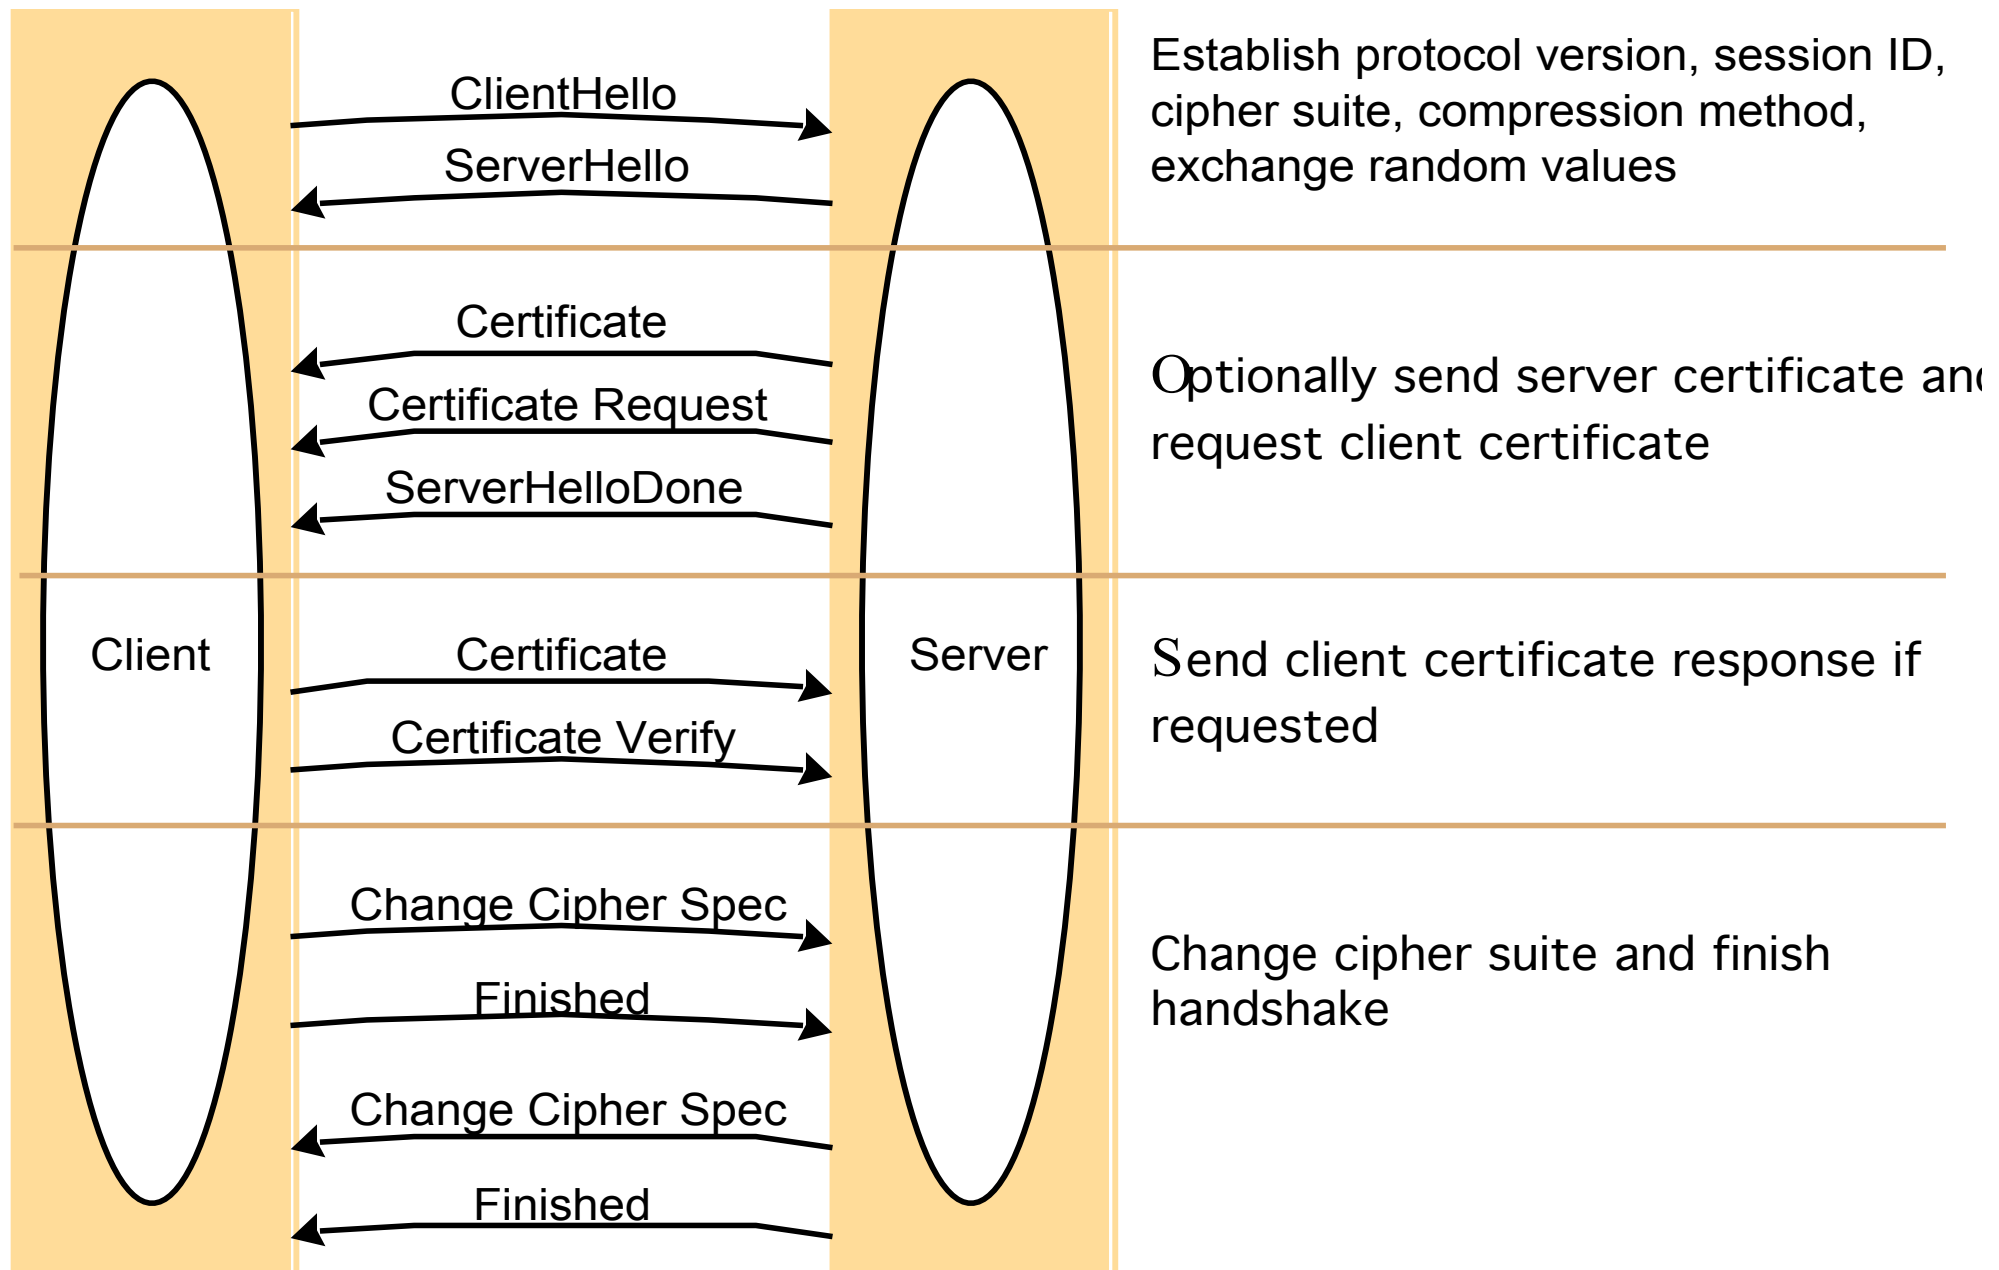 ClientHello
ServerHello
Establish protocol version, session ID,
cipher suite, compression method,
exchange random values
Certificate
Certificate Request
ServerHelloDone
Optionally send server certificate and
request client certificate
Client
Certificate
Certificate Verify
Server
Send client certificate response if
requested
Change Cipher Spec
Finished
Change Cipher Spec
Finished
Change cipher suite and finish
handshake